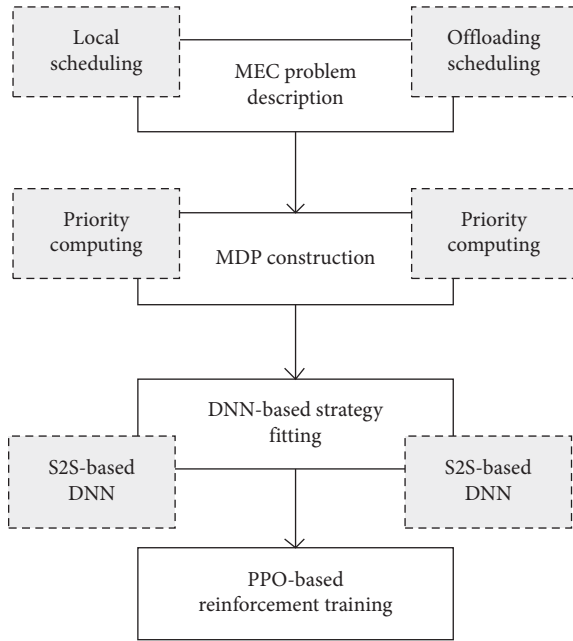 Local
scheduling
Offloading
scheduling
MEC problem
description
Priority
computing
Priority
computing
MDP construction
DNN-based strategy
fitting
S2S-based
DNN
S2S-based
DNN
PPO-based
reinforcement training